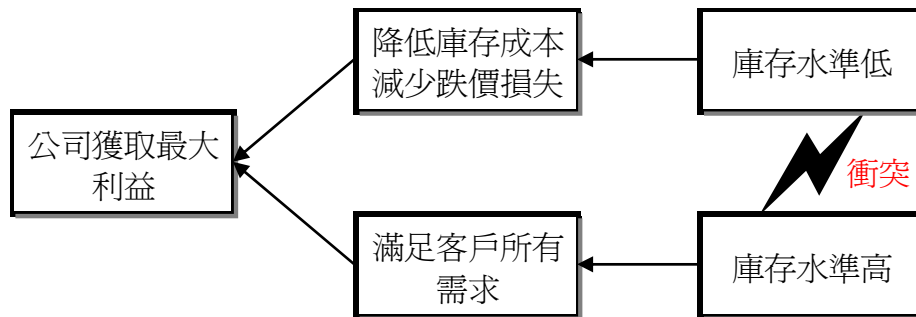 降低庫存成本
減少跌價損失
庫存水準低
公司獲取最大
利益
衝突
滿足客戶所有
需求
庫存水準高